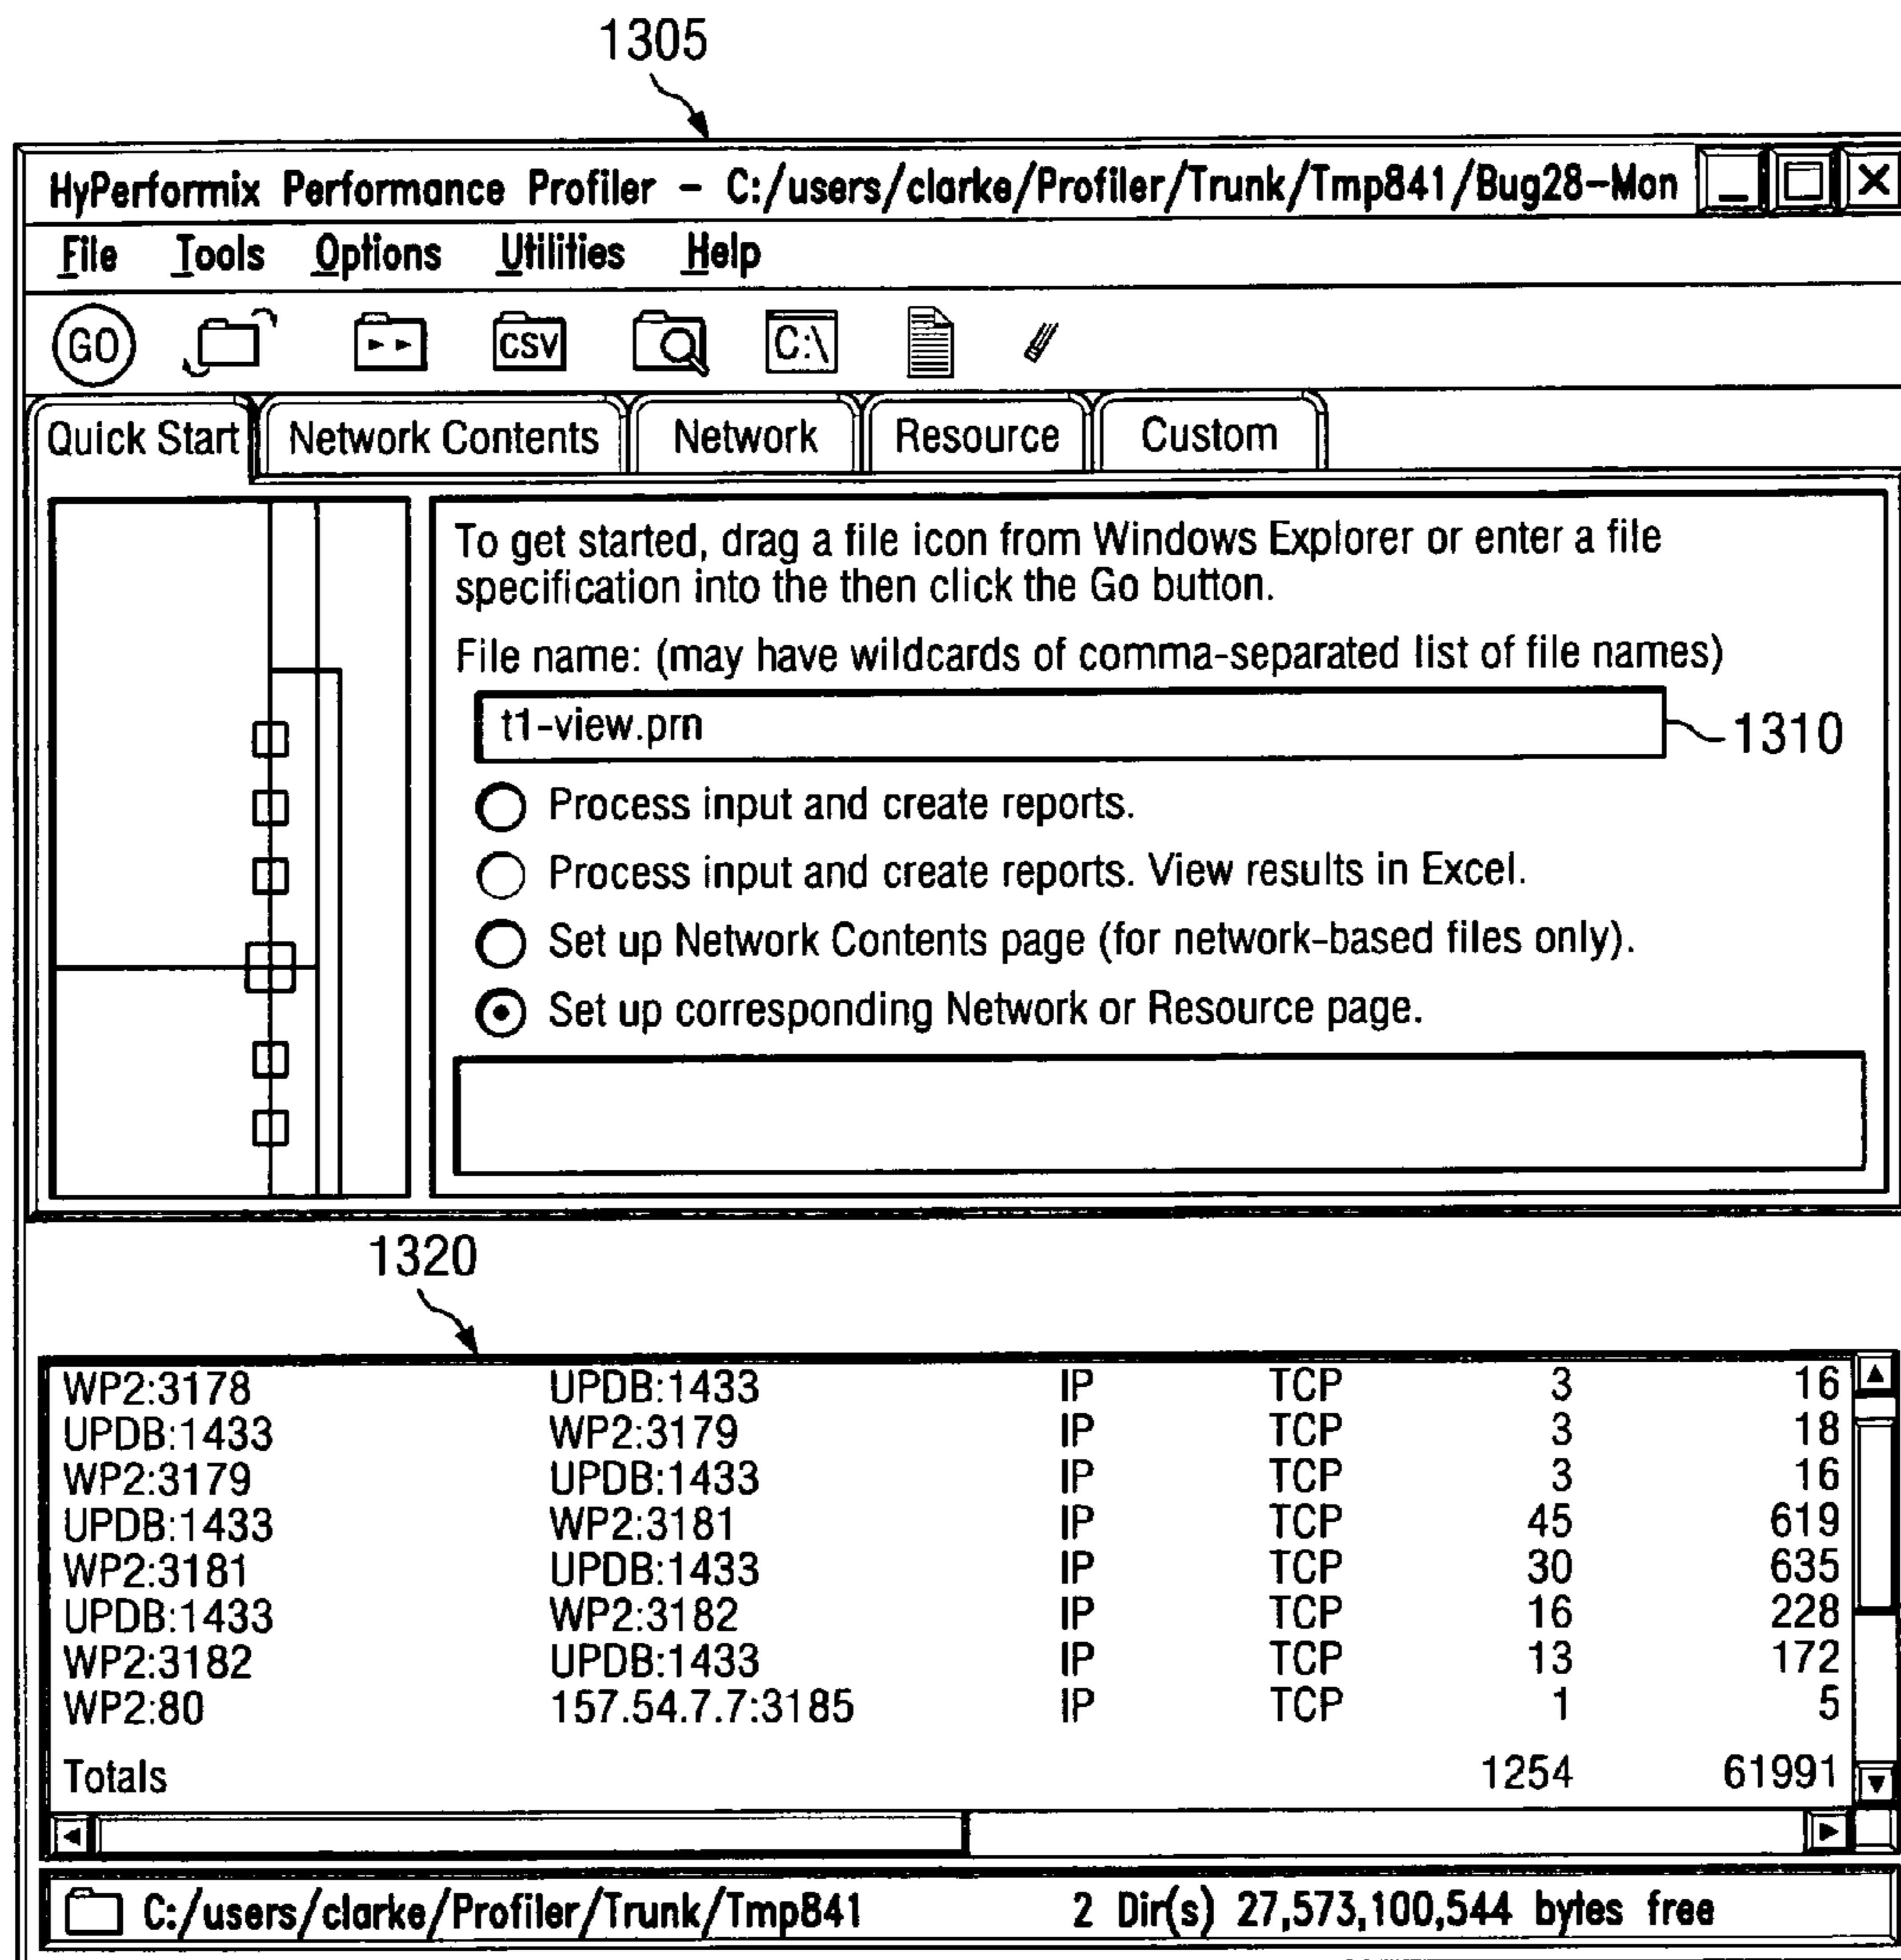 1305
HyPerformix Performance Profiler – C:/users/clarke/Profiler/Trunk/Tmp841/Bug28-Mon
File Tools Options Utilities Help
GO CSV C:\
Quick Start Network Contents Network Resource Custom
To get started, drag a file icon from Windows Explorer or enter a file
specification into the then click the Go button.
File name: (may have wildcards of comma-separated list of file names)
t1-view.prn 1310
Process input and create reports.
Process input and create reports. View results in Excel.
Set up Network Contents page (for network-based files only).
Set up corresponding Network or Resource page.
1320
WP2:3178 UPDB:1433 IP TCP 3 16
UPDB:1433 WP2:3179 IP TCP 3 18
WP2:3179 UPDB:1433 IP TCP 3 16
UPDB:1433 WP2:3181 IP TCP 45 619
WP2:3181 UPDB:1433 IP TCP 30 635
UPDB:1433 WP2:3182 IP TCP 16 228
WP2:3182 UPDB:1433 IP TCP 13 172
WP2:80 157.54.7.7:3185 IP TCP 1 5
Totals 1254 61991
C:/users/clarke/Profiler/Trunk/Tmp841 2 Dir(s) 27,573,100,544 bytes free